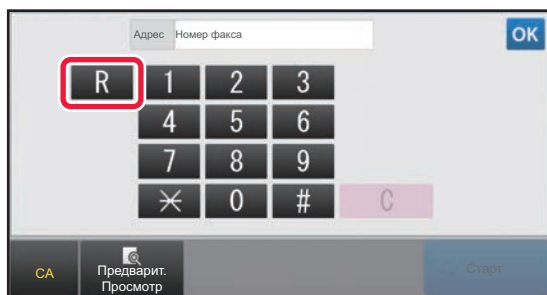 Адрес Номер факса OK
R 1 2 3
4 5 6
7 8 9
* 0 # C
CA Предварит. Просмотр Старт